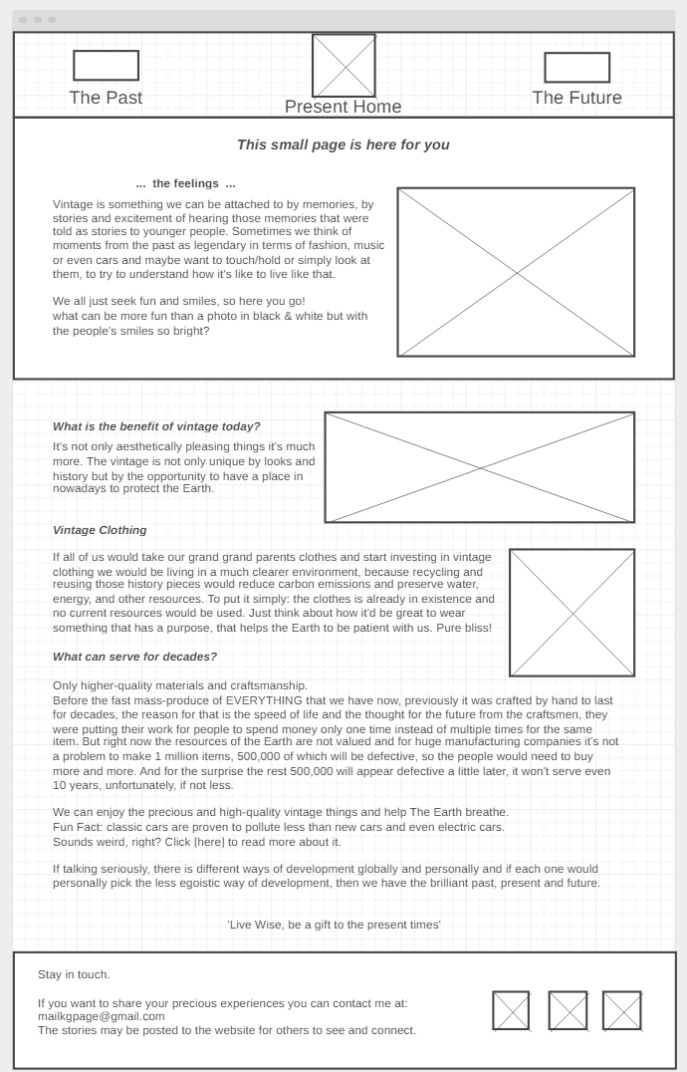 The Past
Present Home
The Future
This small page is here for you
... the feelings ...
Vintage is something we can be attached to by memories, by
stories and excitement of hearing those memories that were
told as stories to younger people. Sometimes we think of
moments from the past as legendary in terms of fashion, music
or even cars and maybe want to touch/hold or simply look at
them, to try to understand how it's like to live like that.
We all just seek fun and smiles, so here you go!
what can be more fun than a photo in black & white but with
the people's smiles so bright?
What is the benefit of vintage today?
It's not only aesthetically pleasing things it's much
more. The vintage is not only unique by looks and
history but by the opportunity to have a place in
nowadays to protect the Earth.
Vintage Clothing
If all of us would take our grand grand parents clothes and start investing in vintage
clothing we would be living in a much clearer environment, because recycling and
reusing those history pieces would reduce carbon emissions and preserve water,
energy, and other resources. To put it simply: the clothes is already in existence and
no current resources would be used. Just think about how it'd be great to wear
something that has a purpose, that helps the Earth to be patient with us. Pure bliss!
What can serve for decades?
Only higher-quality materials and craftsmanship.
Before the fast mass-produce of EVERYTHING that we have now, previously it was crafted by hand to last
for decades, the reason for that is the speed of life and the thought for the future from the craftsmen, they
were putting their work for people to spend money only one time instead of multiple times for the same
item. But right now the resources of the Earth are not valued and for huge manufacturing companies it's not
a problem to make 1 million items, 500,000 of which will be defective, so the people would need to buy
more and more. And for the surprise the rest 500,000 will appear defective a little later, it won't serve even
10 years, unfortunately, if not less.
We can enjoy the precious and high-quality vintage things and help The Earth breathe.
Fun Fact: classic cars are proven to pollute less than new cars and even electric cars.
Sounds weird, right? Click [here] to read more about it.
If talking seriously, there is different ways of development globally and personally and if each one would
personally pick the less egoistic way of development, then we have the brilliant past, present and future.
'Live Wise, be a gift to the present times'
Stay in touch.
If you want to share your precious experiences you can contact me at:
mailkgpage@gmail.com
The stories may be posted to the website for others to see and connect.